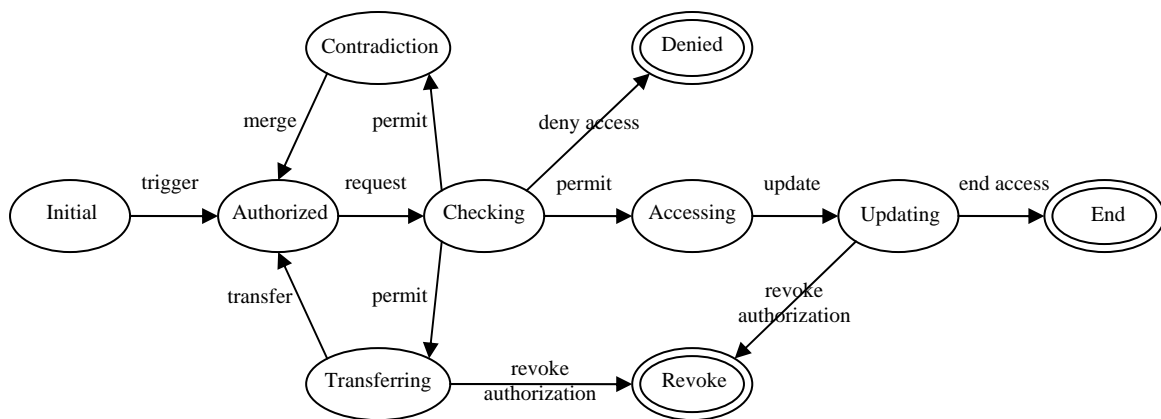 Contradiction
Denied
merge
permit
deny access
trigger
request
permit
update
end access
Initial
Authorized
Checking
Accessing
Updating
End
transfer
permit
revoke
authorization
Transferring
revoke
authorization
Revoke